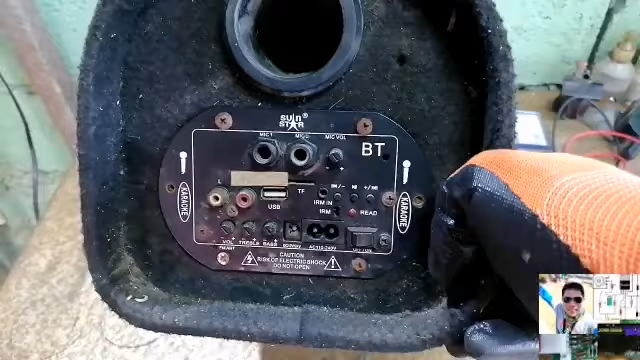 SUN®
STAR
MIC1
MIC VOL
BT
KARAOKE
TF
USB
IRM IN
IRM
READ
KARAOKE
VOL
TREBLE
BASS
AC110-240V
CAUTION
RISK OF ELECTRIC SHOCK
DO NOT OPEN